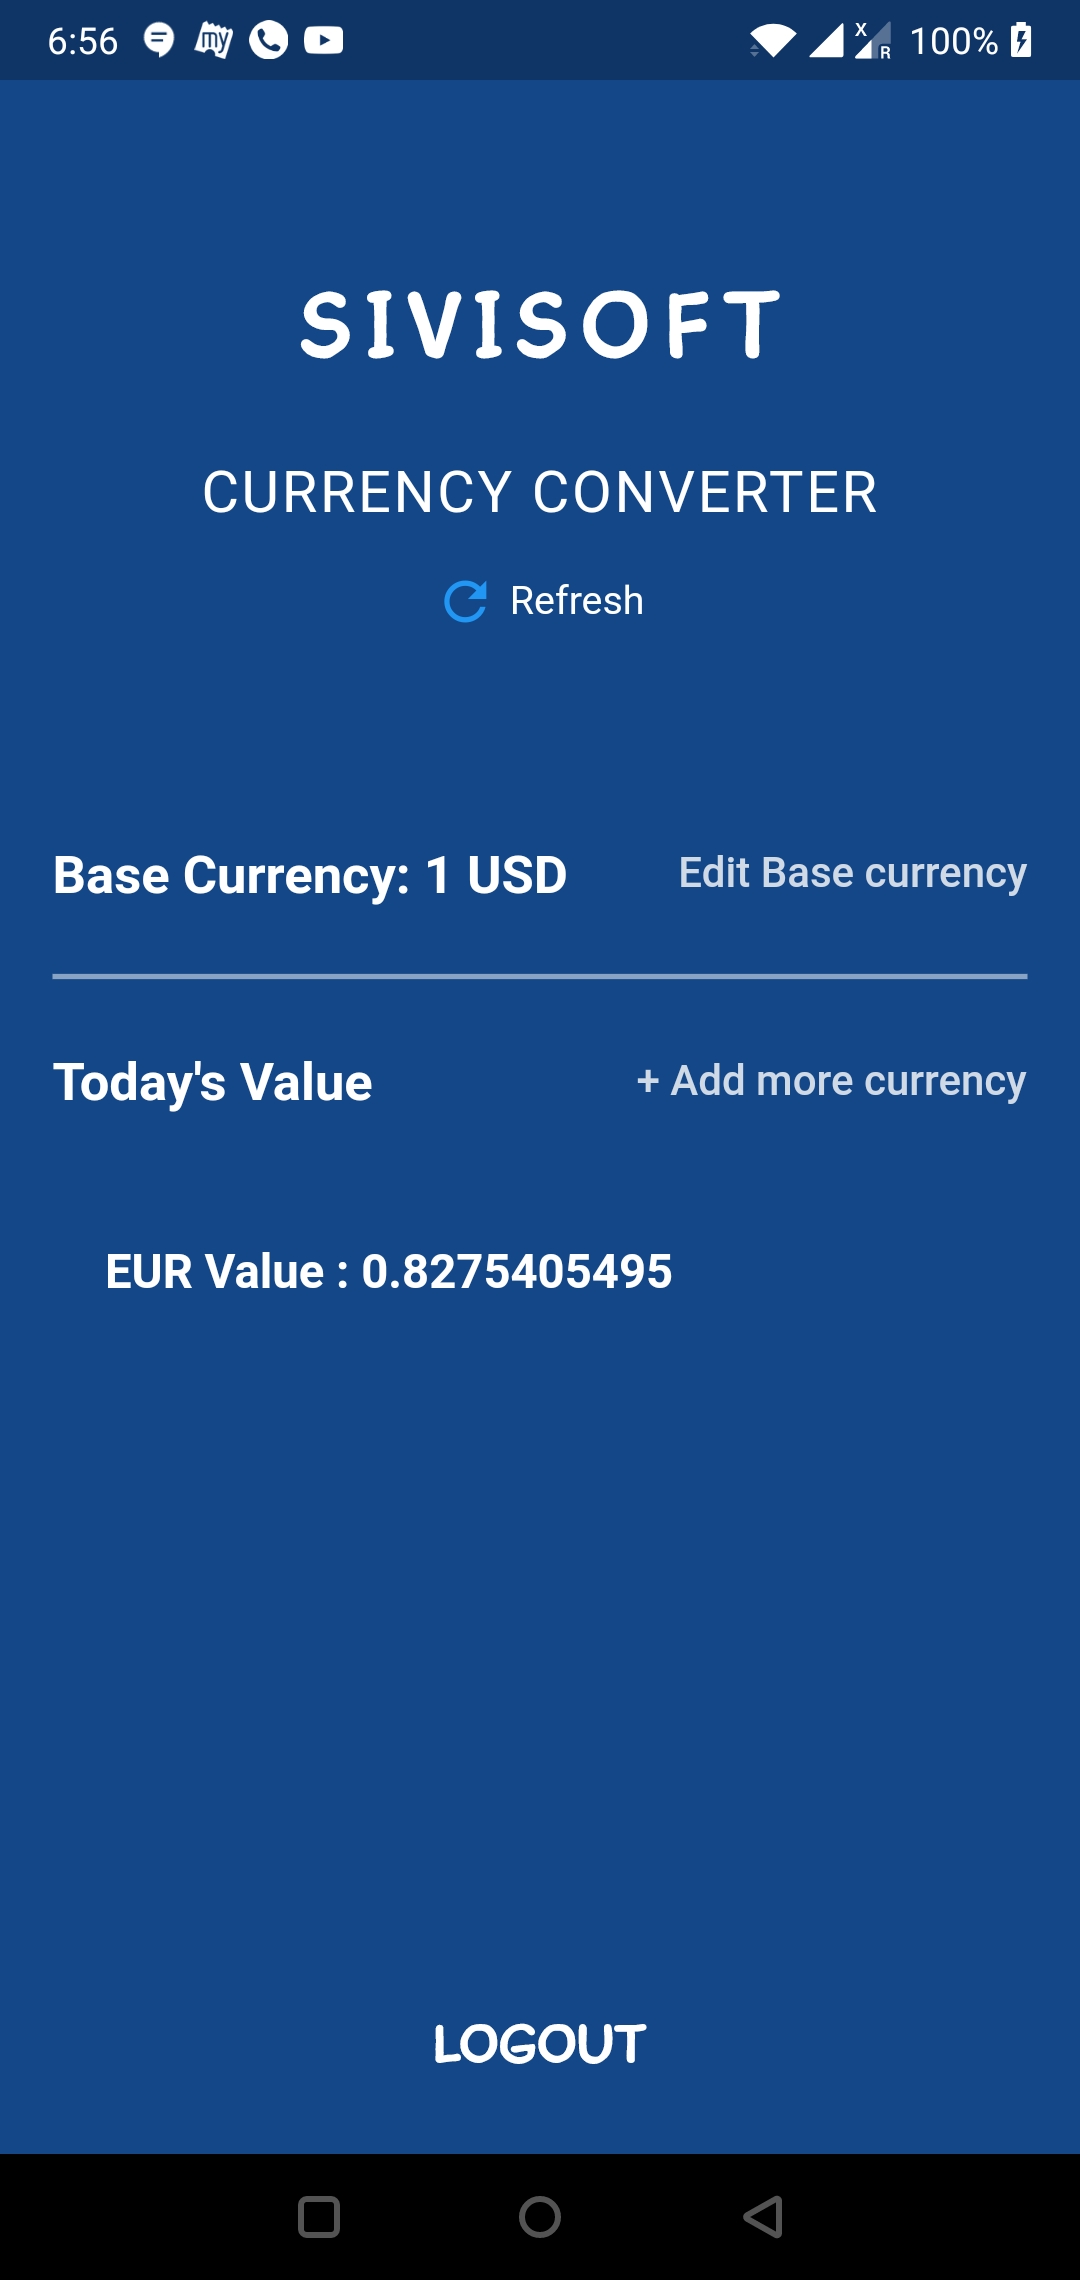 6:56 my X R 100%
SIVISOFT
CURRENCY CONVERTER
Refresh
Base Currency: 1 USD Edit Base currency
Today's Value + Add more currency
EUR Value : 0.8275405495
LOGOUT